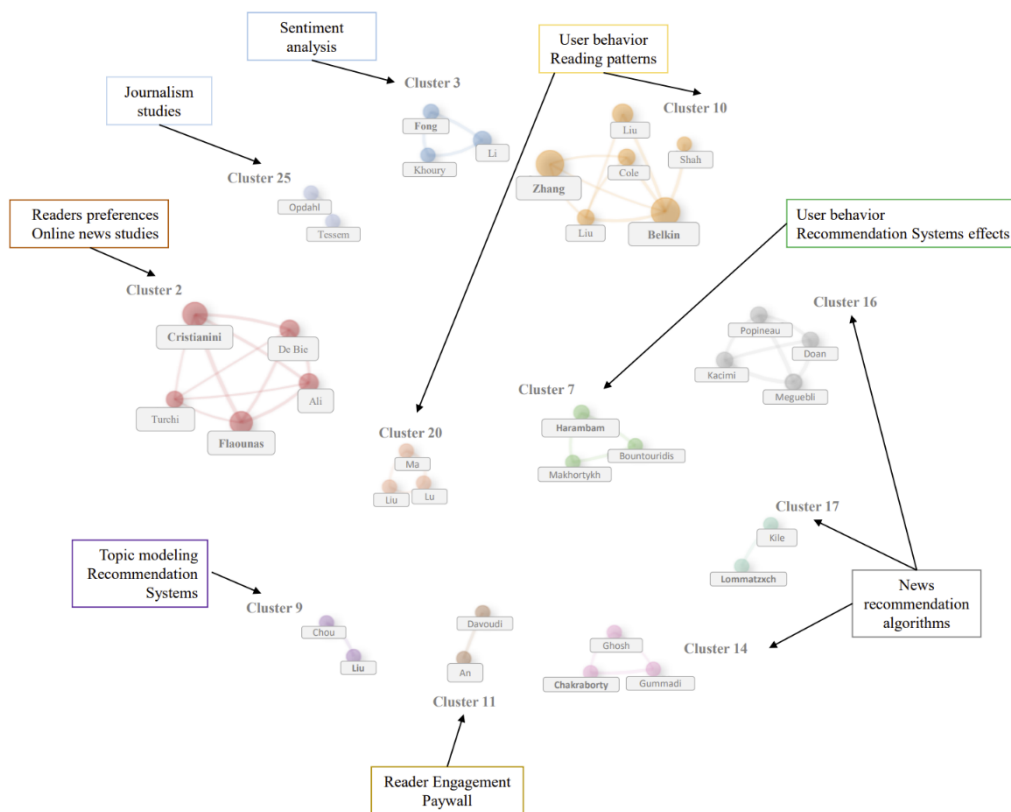 Sentiment
analysis
User behavior
Reading patterns
Cluster 3
Cluster 10
Journalism
studies
Fong
Li
Khoury
Liu
Shah
Cole
Zhang
Liu
Belkin
Cluster 25
Opdahl
Tessem
Readers preferences
Online news studies
User behavior
Recommendation Systems effects
Cluster 2
Cristianini
De Bie
Ali
Turchi
Flaounas
Cluster 16
Popineau
Doan
Kacimi
Meguebli
Cluster 7
Harambam
Bountouridis
Makhortykh
Cluster 20
Ma
Liu
Lu
Cluster 17
Kile
Lommatzxch
Topic modeling
Recommendation
Systems
News
recommendation
algorithms
Cluster 9
Chou
Liu
Davoudi
An
Cluster 11
Ghosh
Chakraborty
Gummadi
Cluster 14
Reader Engagement
Paywall